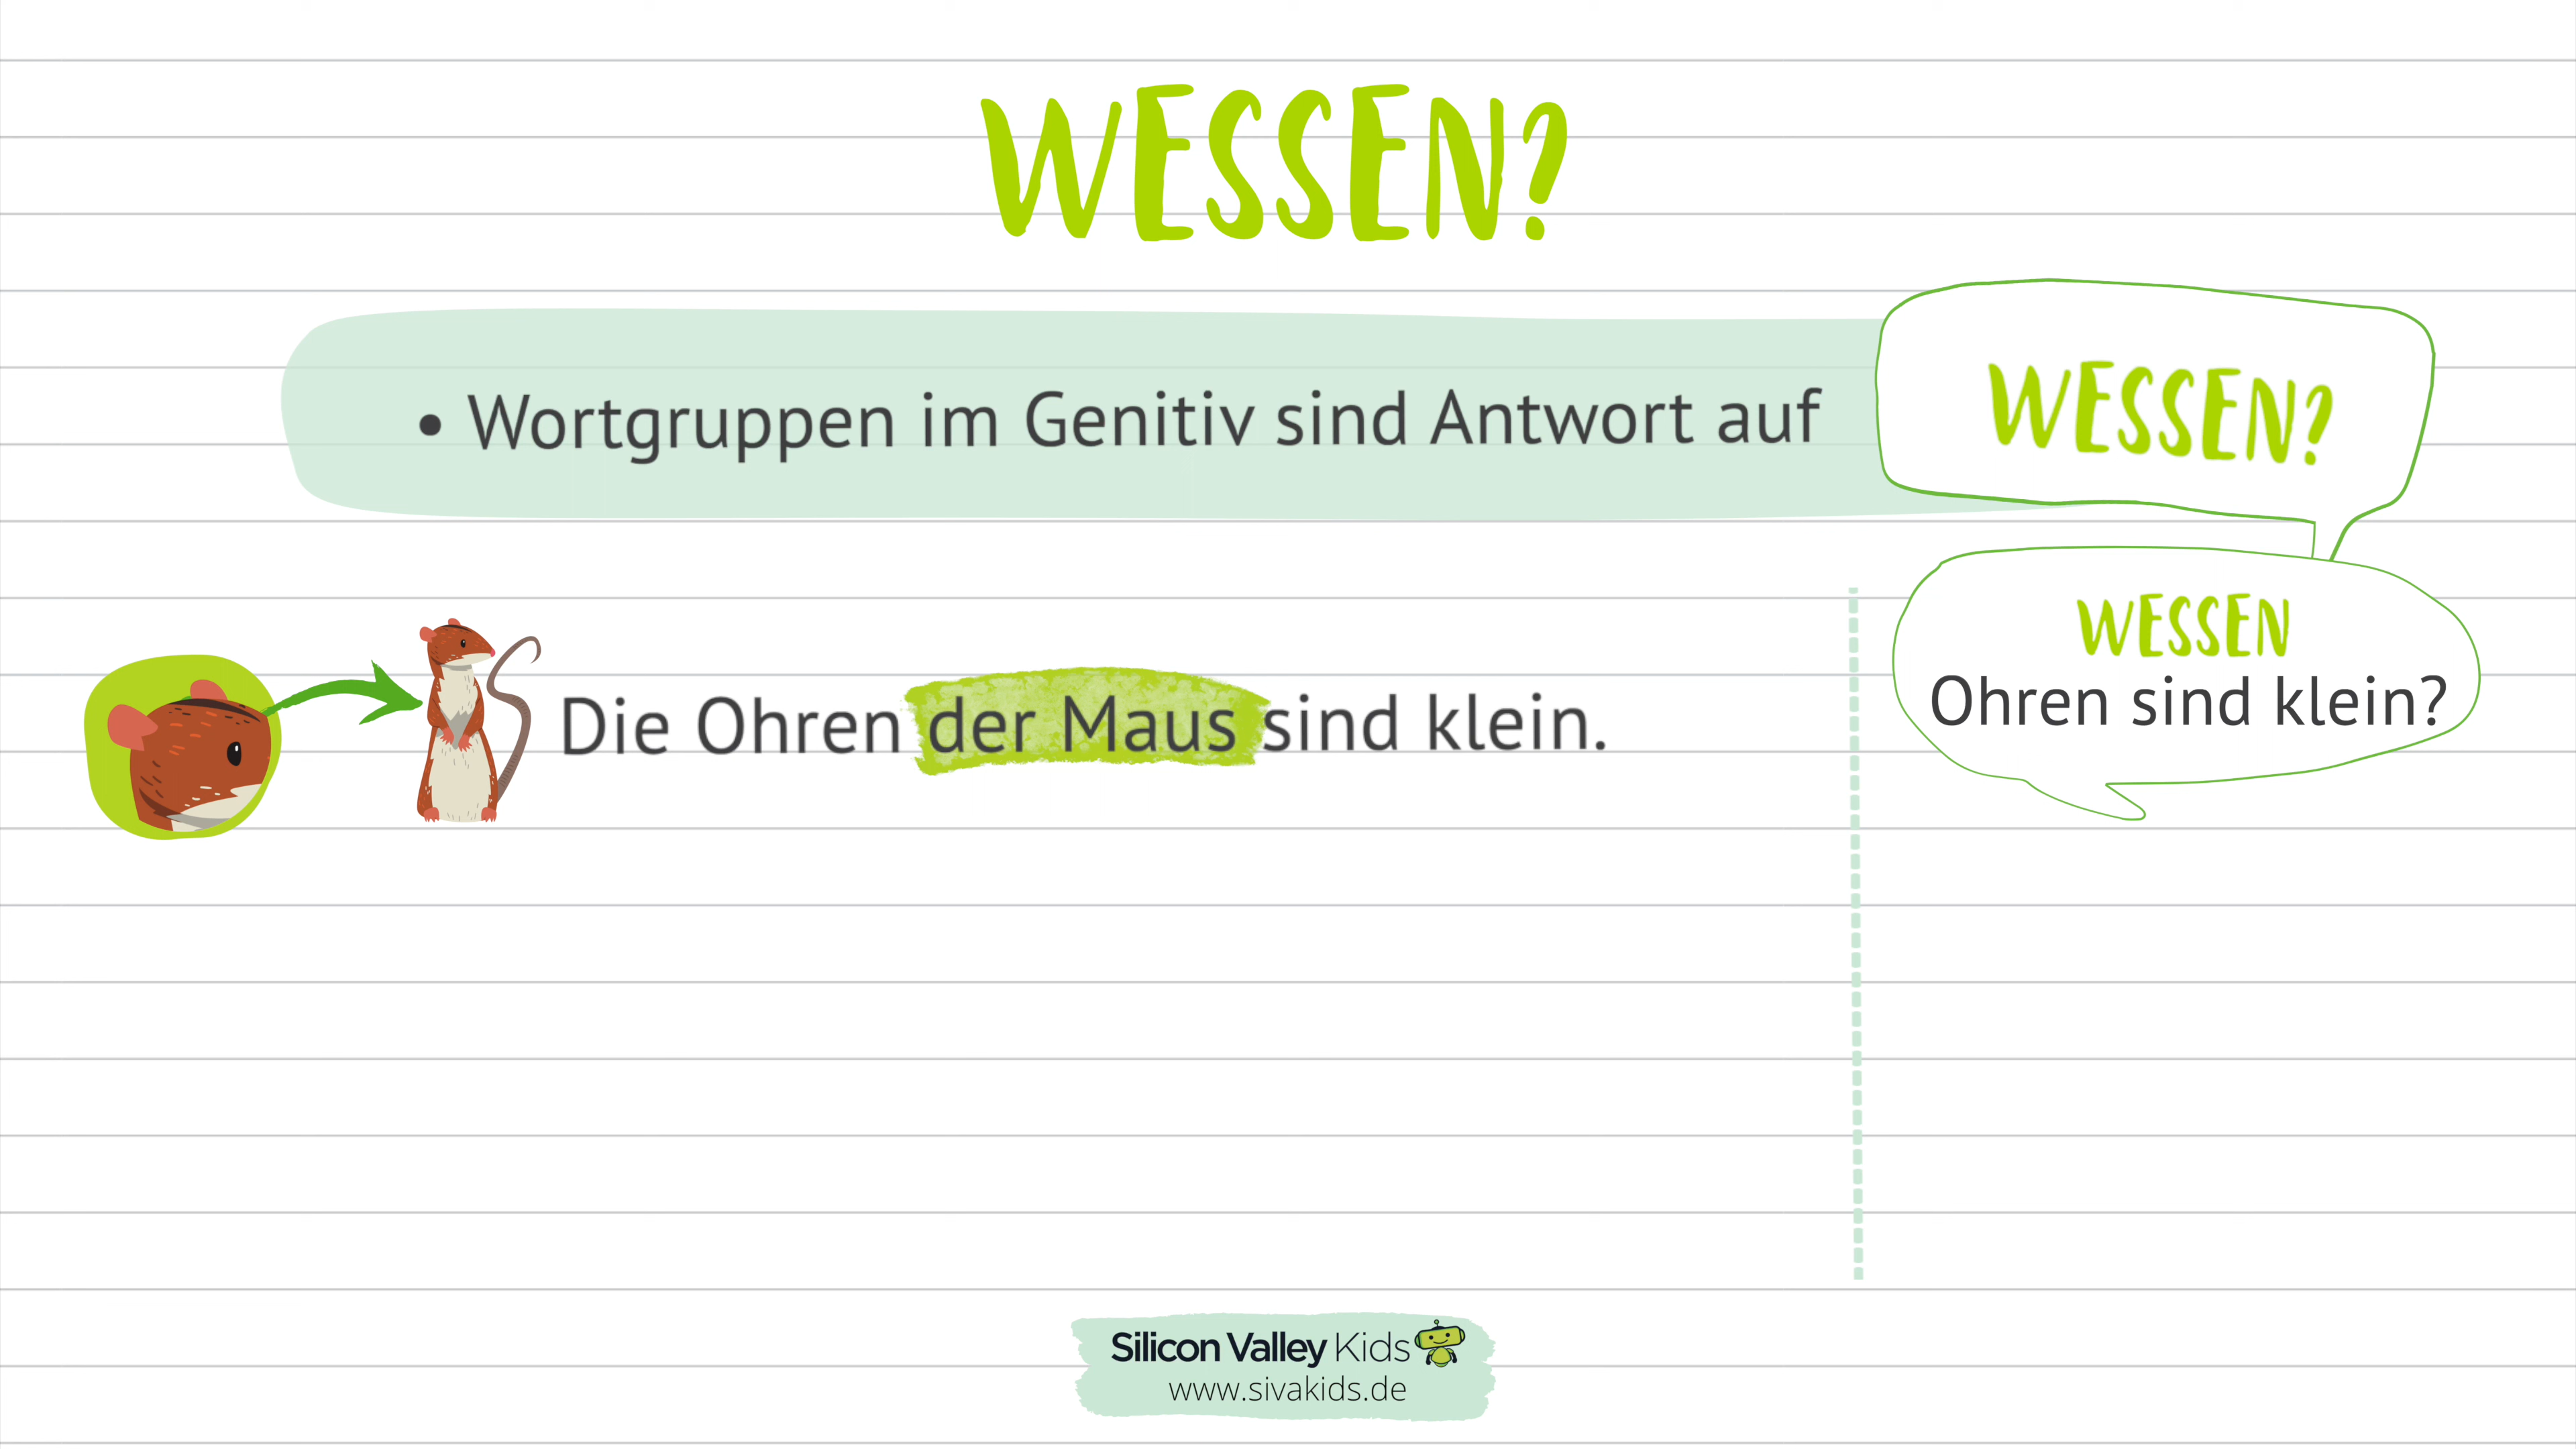 WESSEN?
• Wortgruppen im Genitiv sind Antwort auf WESSEN?
Die Ohren der Maus sind klein.
WESSEN
Ohren sind klein?
Silicon Valley Kids
www.sivakids.de